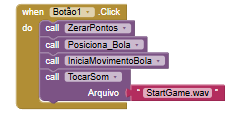 when Botão1 .Click
do call ZerarPontos
call Posiciona_Bola
call IniciaMovimentoBola
call TocarSom
Arquivo " StartGame.wav "